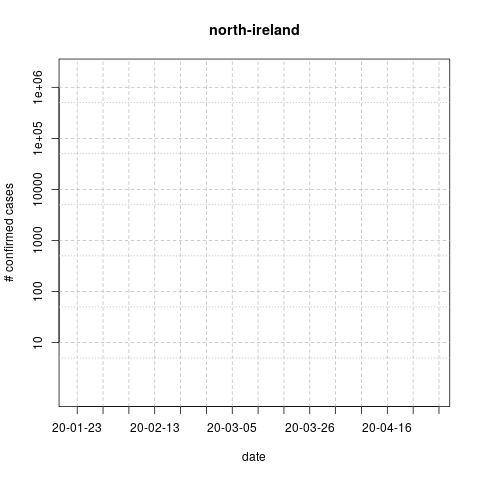 north-ireland
# confirmed cases
1e+06
1e+05
10000
1000
100
10
20-01-23 20-02-13 20-03-05 20-03-26 20-04-16
date